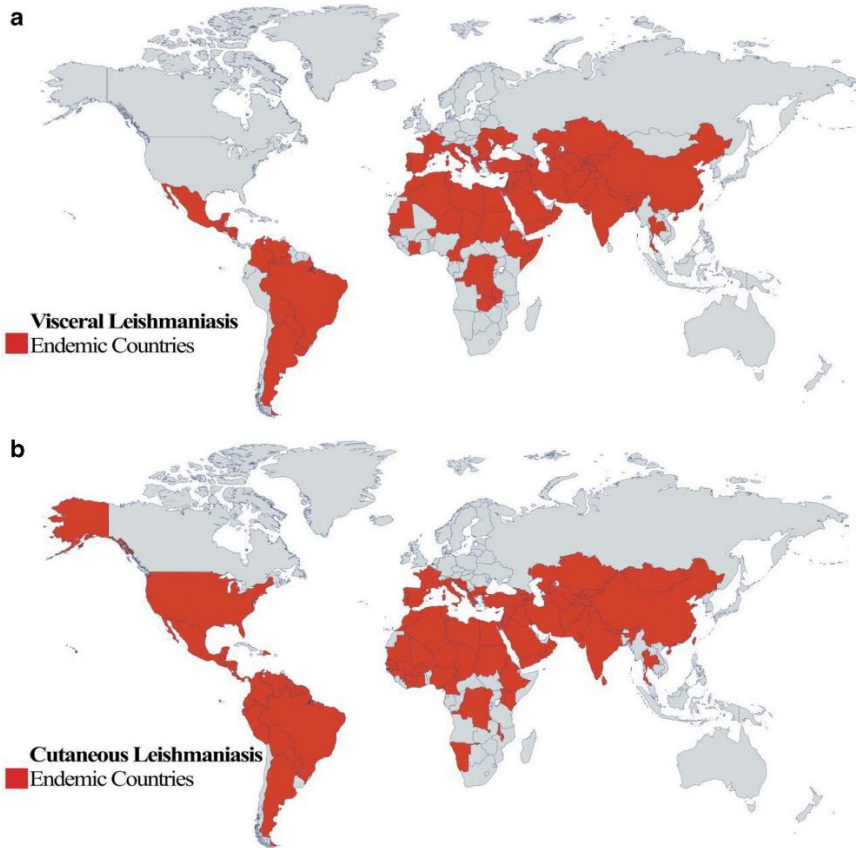 a
Visceral Leishmaniasis
Endemic Countries
b
Cutaneous Leishmaniasis
Endemic Countries